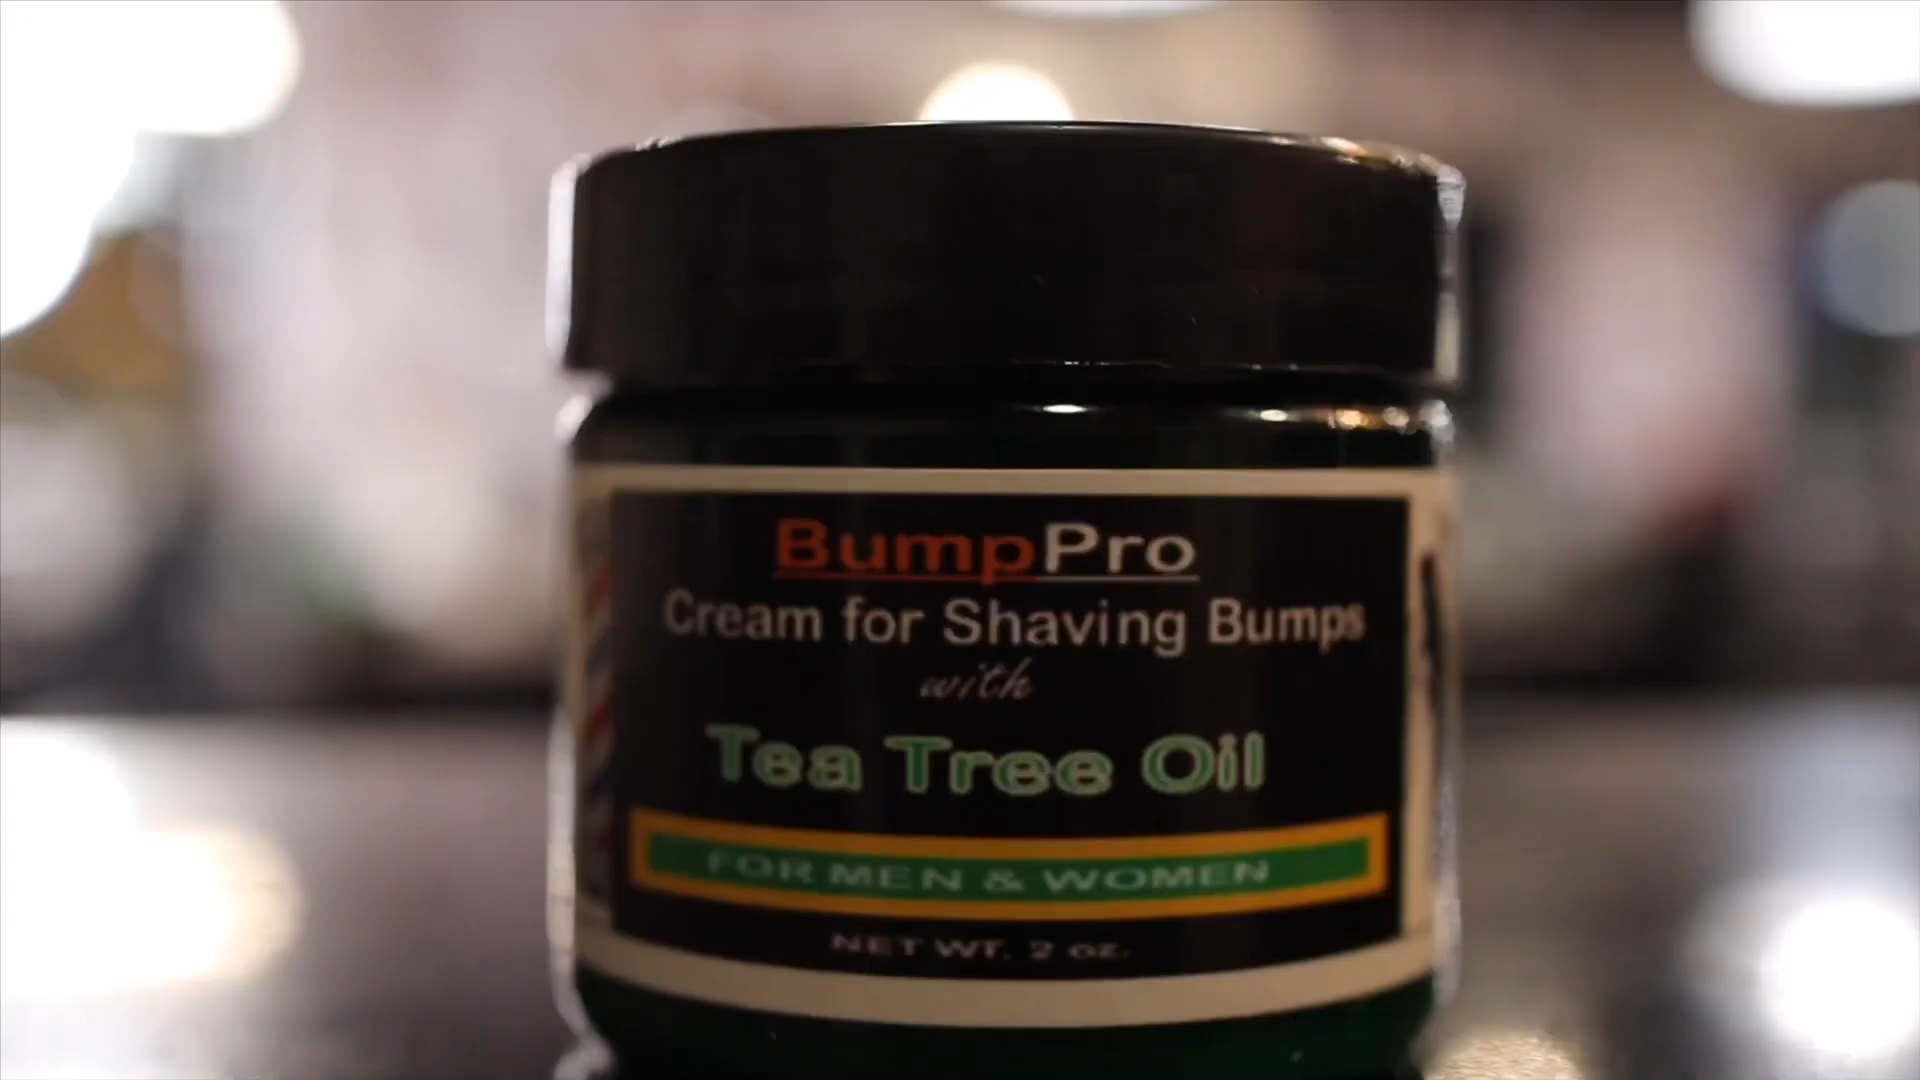 BumpPro
Cream for Shaving Bumps
with
Tea Tree Oil
FOR MEN & WOMEN
NET WT. 2 oz.